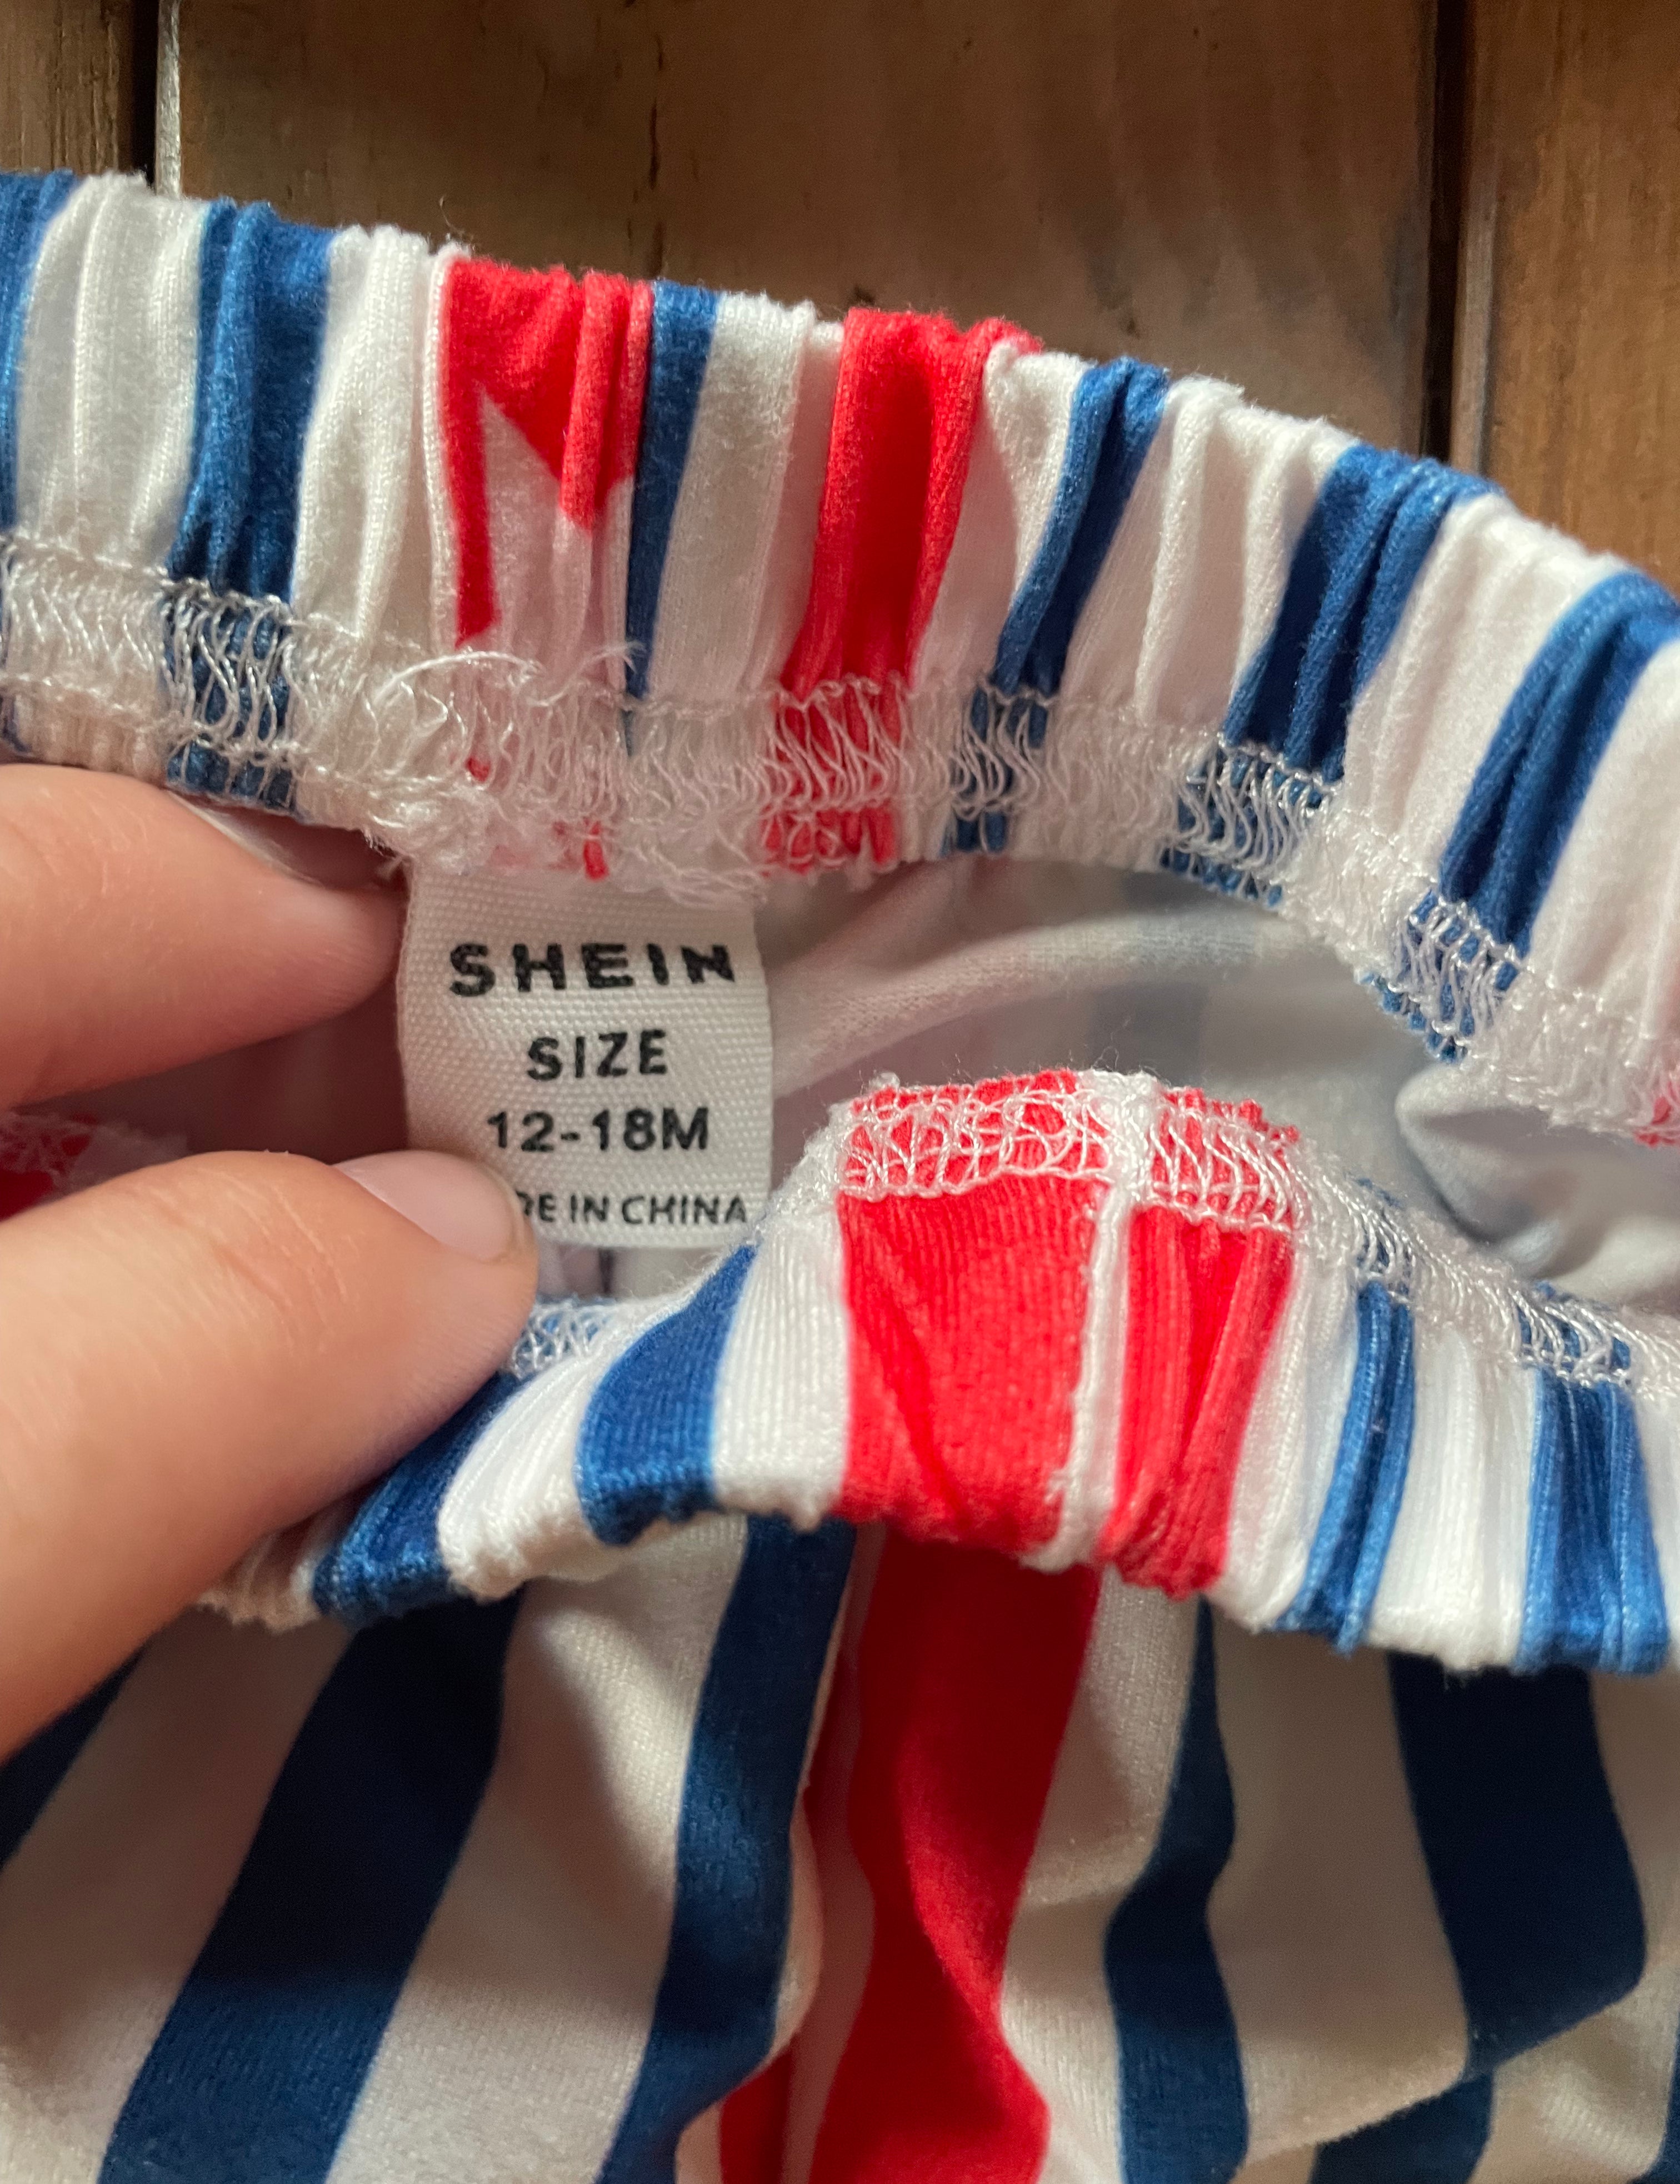 SHEIN
SIZE
12-18M
DE IN CHINA